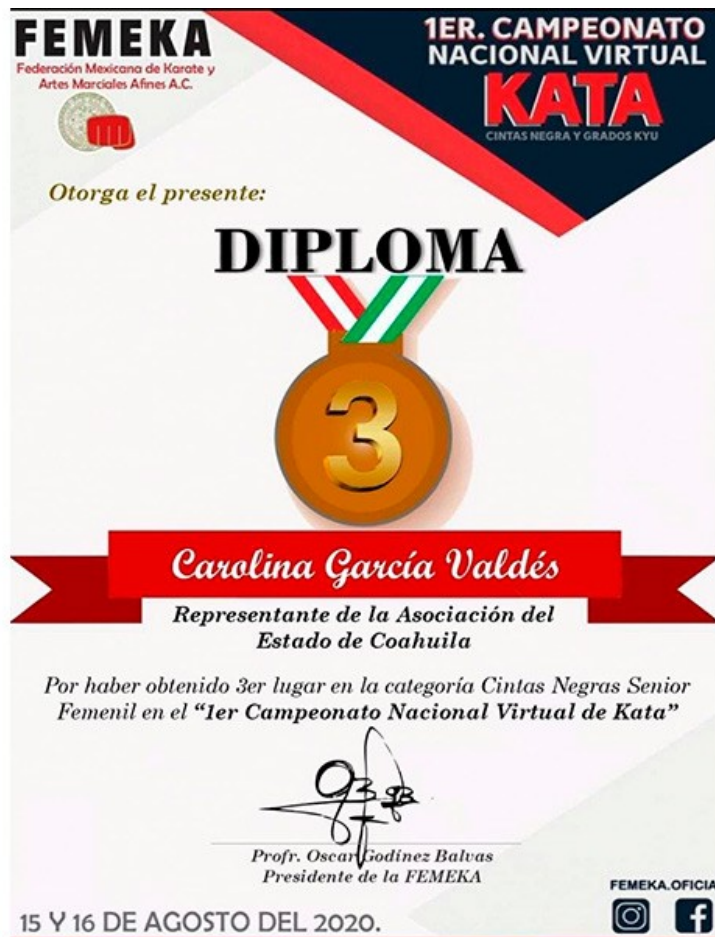 FEMEKA
Federación Mexicana de Karate y
Artes Marciales Afines A.C.
1ER. CAMPEONATO
NACIONAL VIRTUAL
KATA
CINTAS NEGRA Y GRADOS KYU
Otorga el presente:
DIPLOMA
3
Carolina García Valdés
Representante de la Asociación del
Estado de Coahuila
Por haber obtenido 3er lugar en la categoría Cintas Negras Senior
Femenil en el “1er Campeonato Nacional Virtual de Kata”
Profr. Oscar Godínez Balvas
Presidente de la FEMEKA
FEMEKA.OFICIA
15 Y 16 DE AGOSTO DEL 2020.